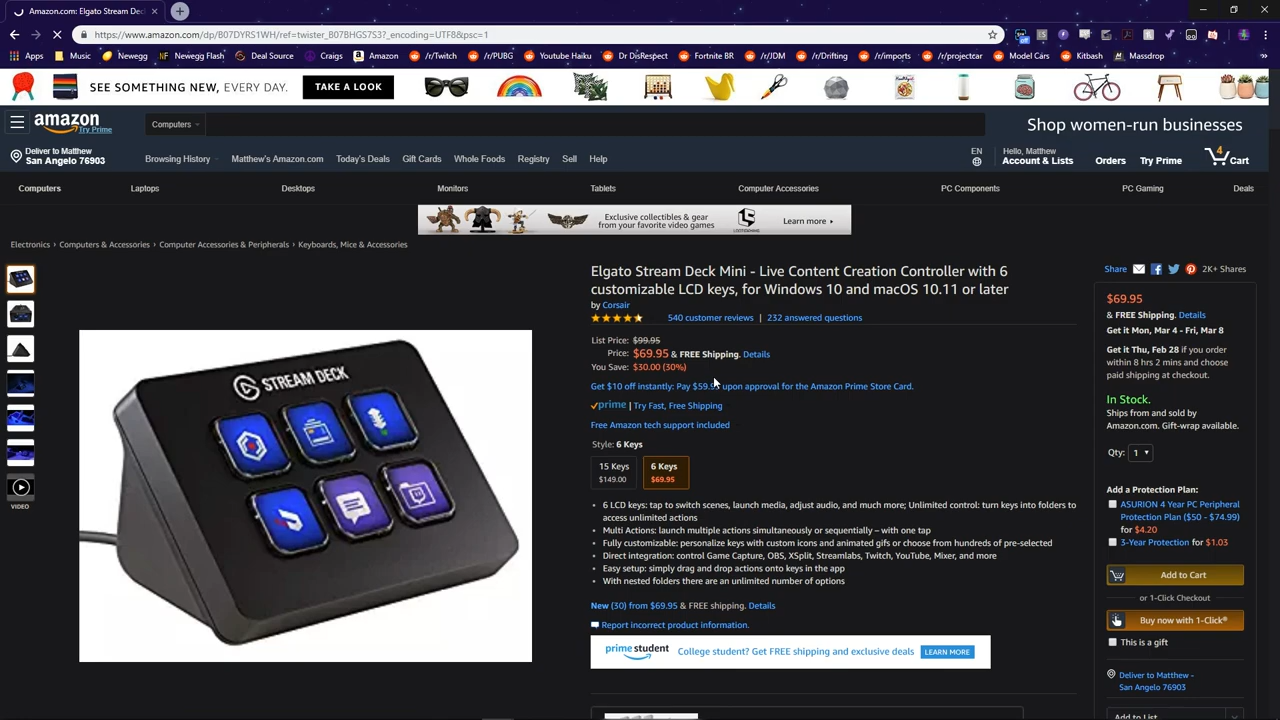 Amazon.com: Elgato Stream Dec
https://www.amazon.com/dp/B07DYRS1WH/ref=twister_B07BHGS7S3?_encoding=UTF8&psc=1
Apps Music Newegg Newegg Flash Deal Source Craigs Amazon /r/Twitch /r/PUBG Youtube Haiku Dr DisRespect Fortnite BR /r/JDM /r/Drifting /r/imports /r/projectcar Model Cars Kitbash Massdrop
SEE SOMETHING NEW, EVERY DAY. TAKE A LOOK
amazon
Try Prime
Computers
Shop women-run businesses
Deliver to Matthew
San Angelo 76903
Browsing History Matthew's Amazon.com Today's Deals Gift Cards Whole Foods Registry Sell Help
EN
Hello, Matthew
Account & Lists Orders Try Prime 4 Cart
Computers Laptops Desktops Monitors Tablets Computer Accessories PC Components PC Gaming Deals
Exclusive collectibles & gear
from your favorite video games
Learn more
Electronics › Computers & Accessories › Computer Accessories & Peripherals › Keyboards, Mice & Accessories
VIDEO
STREAM DECK
Elgato Stream Deck Mini - Live Content Creation Controller with 6
customizable LCD keys, for Windows 10 and macOS 10.11 or later
by Corsair
540 customer reviews | 232 answered questions
List Price: $99.95
Price: $69.95 & FREE Shipping. Details
You Save: $30.00 (30%)
Get $10 off instantly: Pay $59.95 upon approval for the Amazon Prime Store Card.
prime | Try Fast, Free Shipping
Free Amazon tech support included
Style: 6 Keys
15 Keys 6 Keys
$149.00 $69.95
• 6 LCD keys: tap to switch scenes, launch media, adjust audio, and much more; Unlimited control: turn keys into folders to
access unlimited actions
• Multi Actions: launch multiple actions simultaneously or sequentially – with one tap
• Fully customizable: personalize keys with custom icons and animated gifs or choose from hundreds of pre-selected
• Direct integration: control Game Capture, OBS, XSplit, Streamlabs, Twitch, YouTube, Mixer, and more
• Easy setup: simply drag and drop actions onto keys in the app
• With nested folders there are an unlimited number of options
New (30) from $69.95 & FREE shipping. Details
Report incorrect product information.
prime student College student? Get FREE shipping and exclusive deals LEARN MORE
Share 2K+ Shares
$69.95
& FREE Shipping. Details
Get it Mon, Mar 4 - Fri, Mar 8
Get it Thu, Feb 28 if you order
within 8 hrs 2 mins and choose
paid shipping at checkout.
In Stock.
Ships from and sold by
Amazon.com. Gift-wrap available.
Qty: 1
Add a Protection Plan:
ASURION 4 Year PC Peripheral
Protection Plan ($50 - $74.99)
for $4.20
3-Year Protection for $1.03
Add to Cart
or 1-Click Checkout
Buy now with 1-Click®
This is a gift
Deliver to Matthew -
San Angelo 76903
Add to List